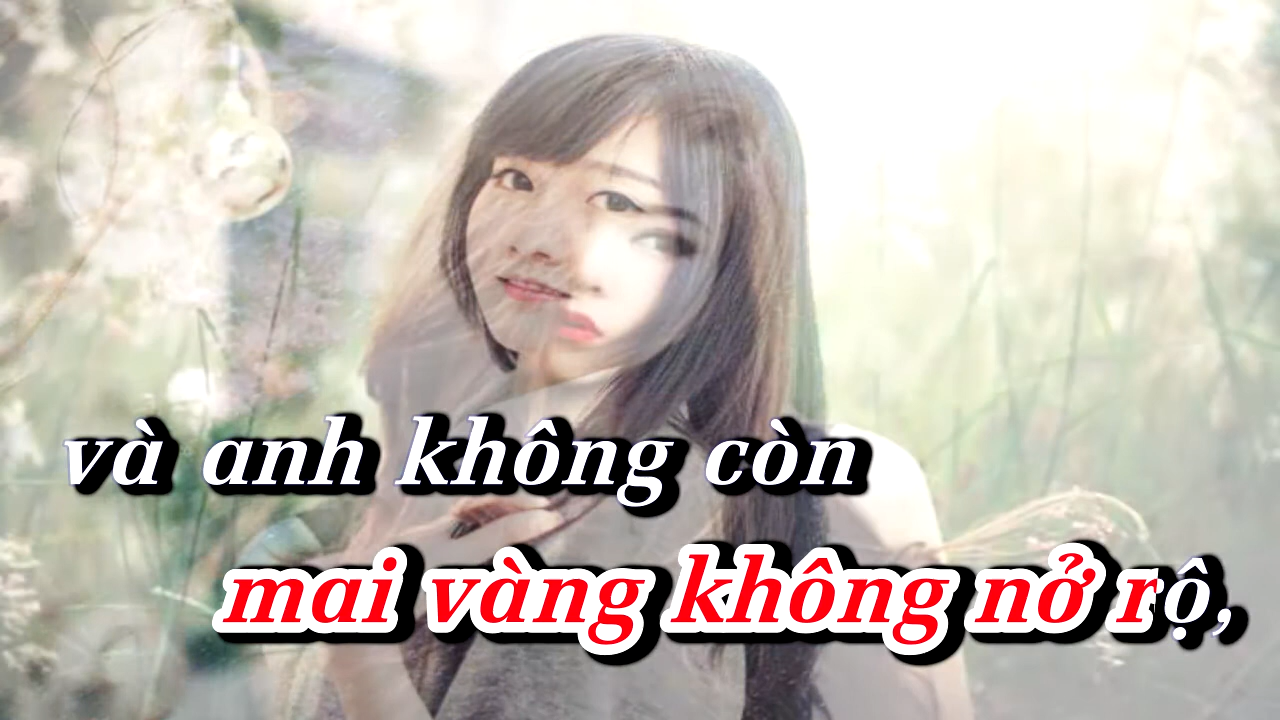 và anh không còn
mai vàng không nở rộ,